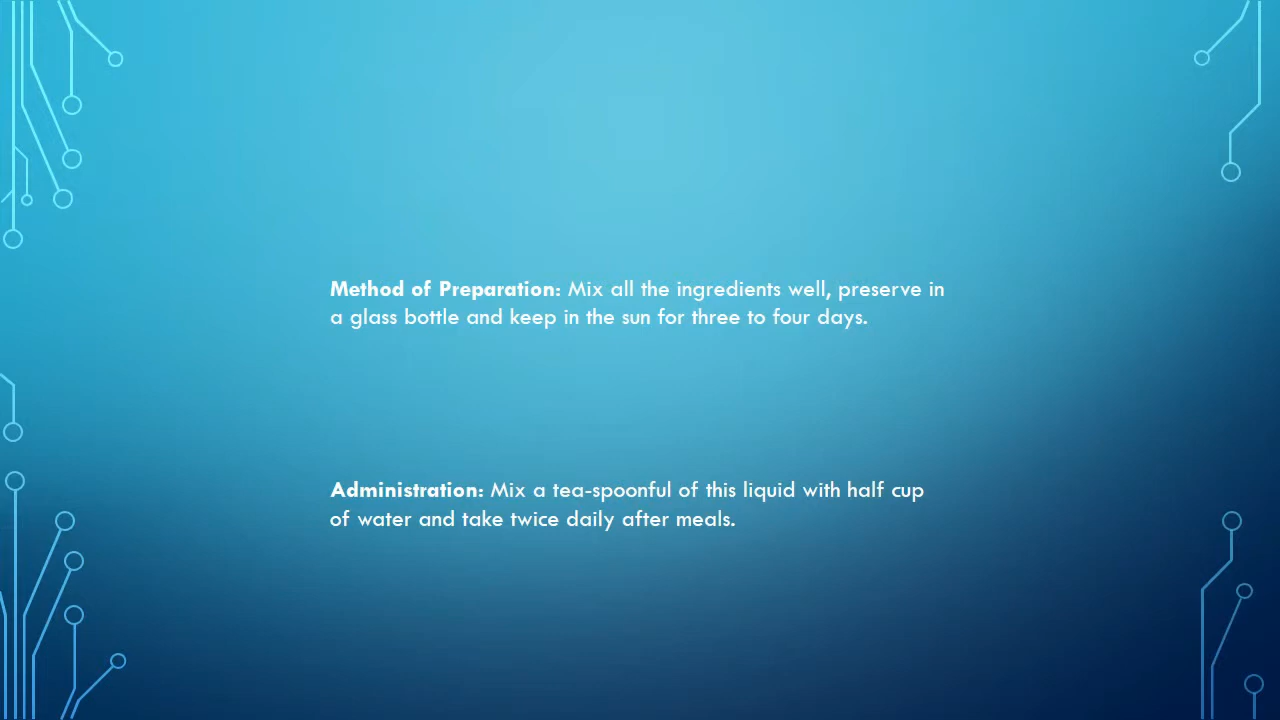 Method of Preparation: Mix all the ingredients well, preserve in
a glass bottle and keep in the sun for three to four days.
Administration: Mix a tea-spoonful of this liquid with half cup
of water and take twice daily after meals.